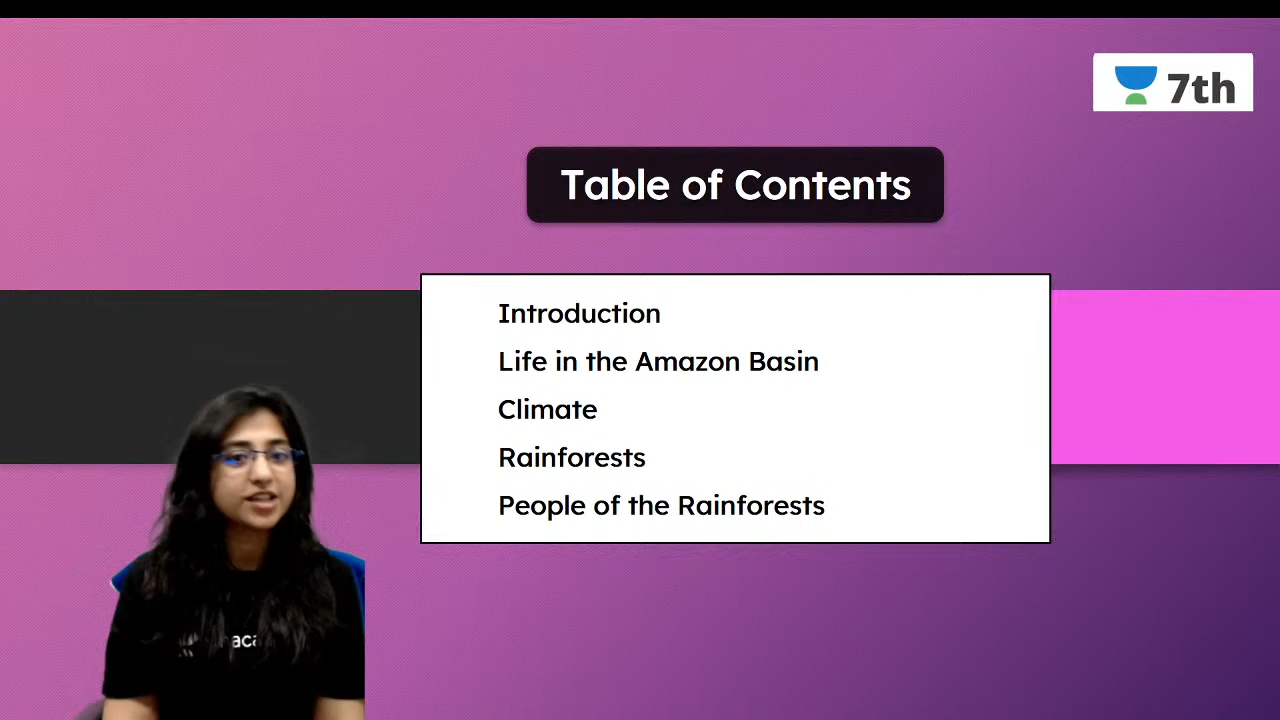 7th
Table of Contents
Introduction
Life in the Amazon Basin
Climate
Rainforests
People of the Rainforests